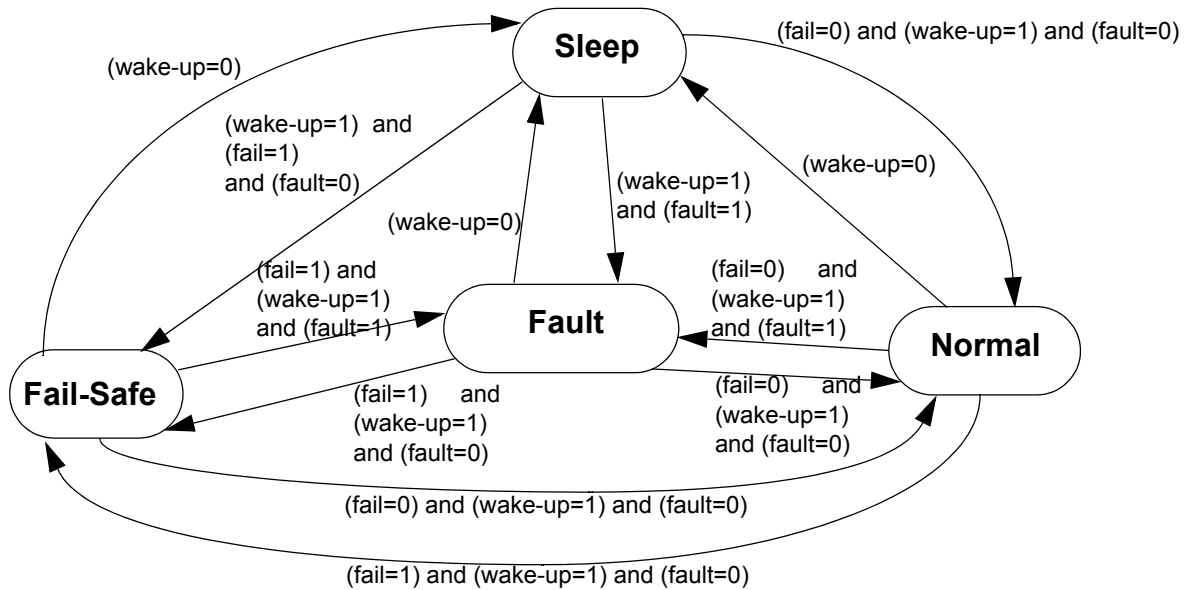 Sleep
(fail=0) and (wake-up=1) and (fault=0)
(wake-up=0)
(wake-up=1) and
(fail=1)
and (fault=0)
(wake-up=0)
(wake-up=1)
and (fault=1)
(wake-up=0)
(fail=1) and
(wake-up=1)
and (fault=1)
(fail=0) and
(wake-up=1)
and (fault=1)
Fault
Normal
Fail-Safe
(fail=1) and
(wake-up=1)
and (fault=0)
(fail=0) and
(wake-up=1)
and (fault=0)
(fail=0) and (wake-up=1) and (fault=0)
(fail=1) and (wake-up=1) and (fault=0)